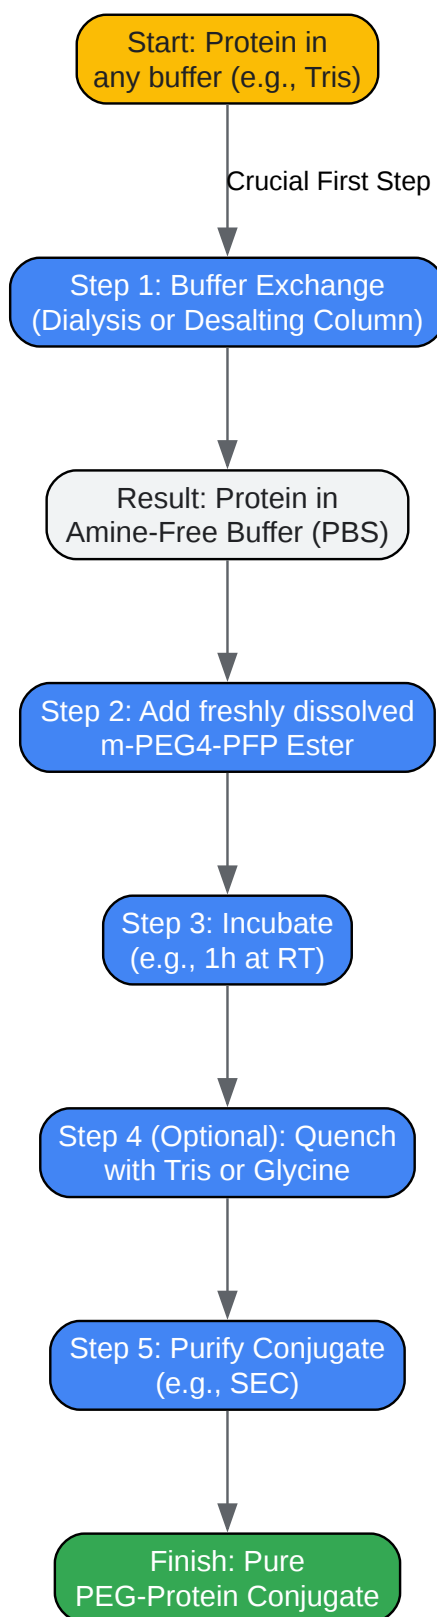 Start: Protein in
any buffer (e.g., Tris)
Crucial First Step
Step 1: Buffer Exchange
(Dialysis or Desalting Column)
Result: Protein in
Amine-Free Buffer (PBS)
Step 2: Add freshly dissolved
m-PEG4-PFP Ester
Step 3: Incubate
(e.g., 1h at RT)
Step 4 (Optional): Quench
with Tris or Glycine
Step 5: Purify Conjugate
(e.g., SEC)
Finish: Pure
PEG-Protein Conjugate